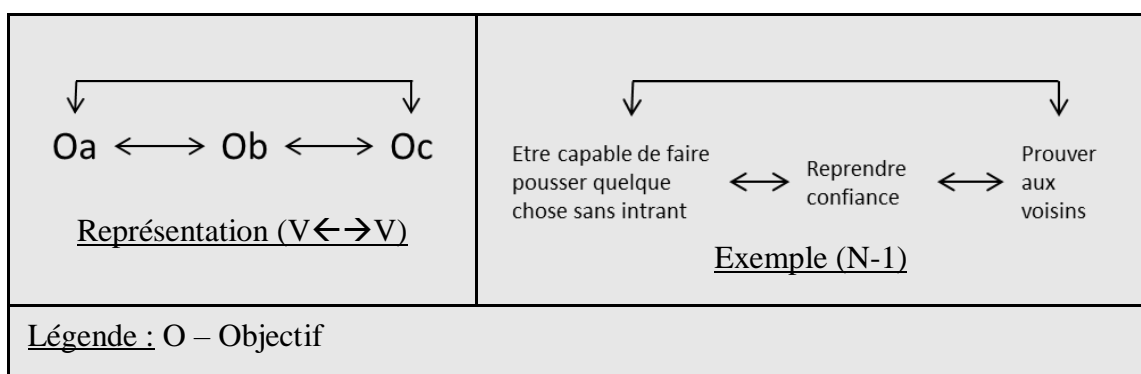 Oa ⟷ Ob ⟷ Oc
Représentation (V←→V)
Etre capable de faire
pousser quelque
chose sans intrant
Reprendre
confiance
Prouver
aux
voisins
Exemple (N-1)
Légende : O – Objectif